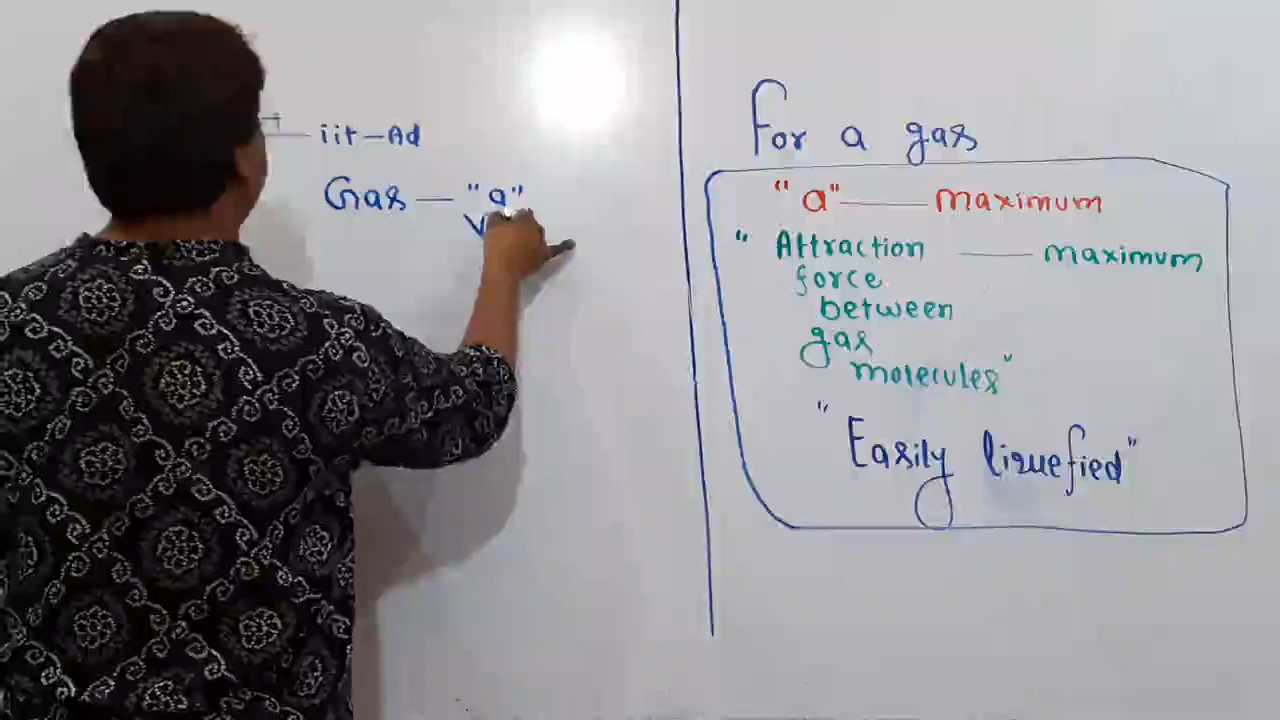 iit-Ad
Gas — "a"
V
For a gas
"a" — maximum
" Attraction — maximum
force
between
gas
molecules"
"Easily liquefied"